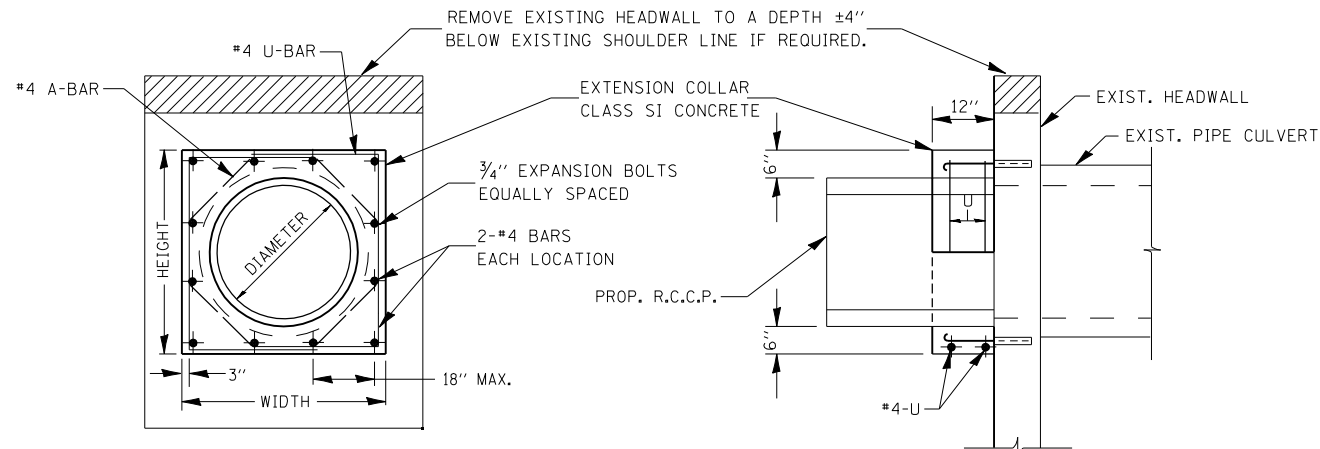 REMOVE EXISTING HEADWALL TO A DEPTH ±4"
BELOW EXISTING SHOULDER LINE IF REQUIRED.
#4 U-BAR
#4 A-BAR
EXTENSION COLLAR
CLASS SI CONCRETE
3/4" EXPANSION BOLTS
EQUALLY SPACED
2-#4 BARS
EACH LOCATION
HEIGHT
DIAMETER
3"
18" MAX.
WIDTH
12"
EXIST. HEADWALL
EXIST. PIPE CULVERT
6"
U
PROP. R.C.C.P.
6"
#4-U